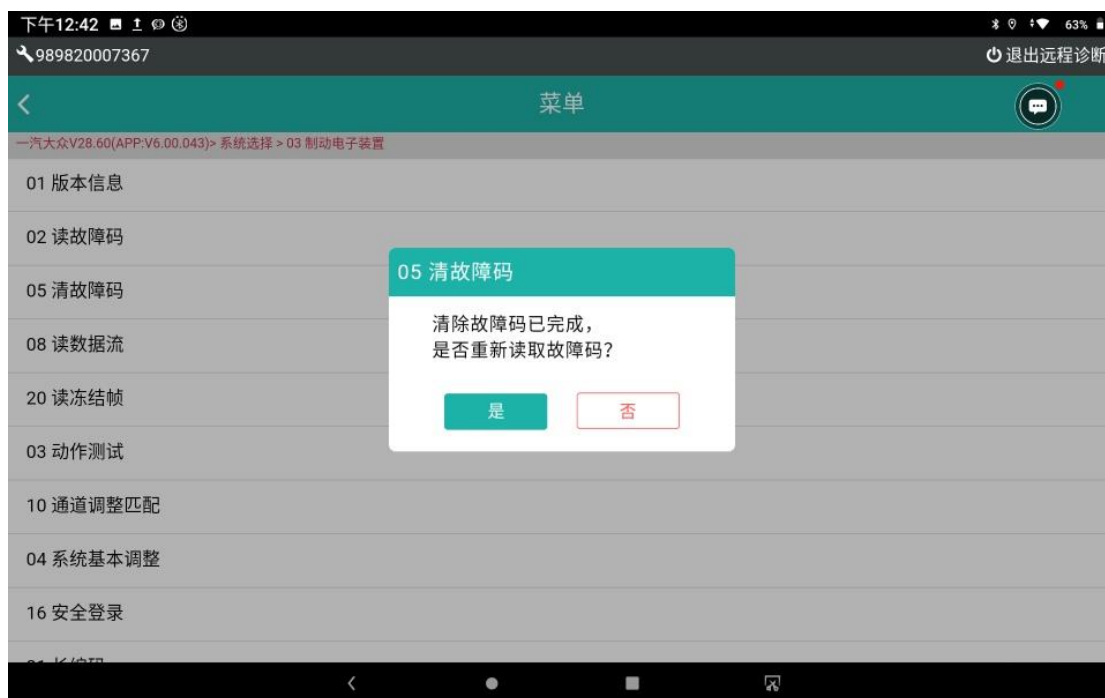 下午12:42
63%
989820007367
退出远程诊断
菜单
一汽大众V28.60(APP:V6.00.043)> 系统选择 > 03 制动电子装置
01 版本信息
02 读故障码
05 清故障码
05 清故障码
清除故障码已完成，
是否重新读取故障码？
是
否
08 读数据流
20 读冻结帧
03 动作测试
10 通道调整匹配
04 系统基本调整
16 安全登录